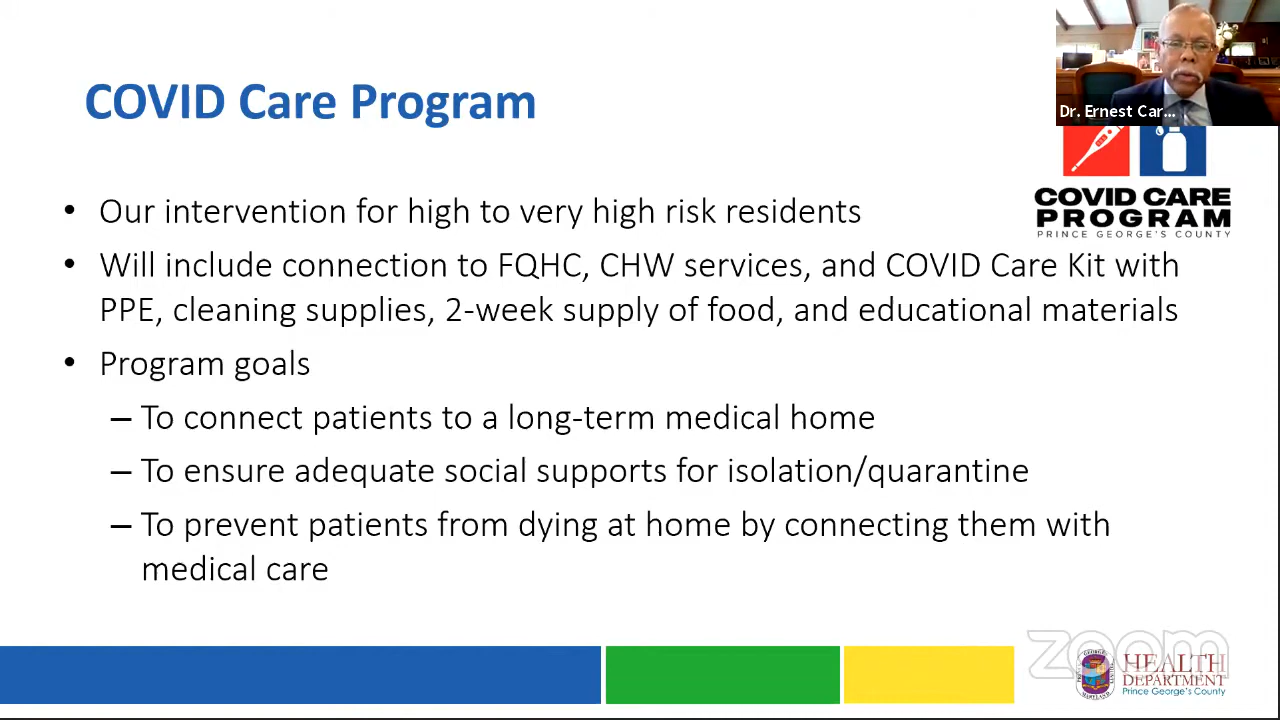 COVID Care Program
Dr. Ernest Car...
COVID CARE
PROGRAM
PRINCE GEORGE'S COUNTY
• Our intervention for high to very high risk residents
• Will include connection to FQHC, CHW services, and COVID Care Kit with
PPE, cleaning supplies, 2-week supply of food, and educational materials
• Program goals
– To connect patients to a long-term medical home
– To ensure adequate social supports for isolation/quarantine
– To prevent patients from dying at home by connecting them with
medical care
zoom
HEALTH
DEPARTMENT
Prince George's County